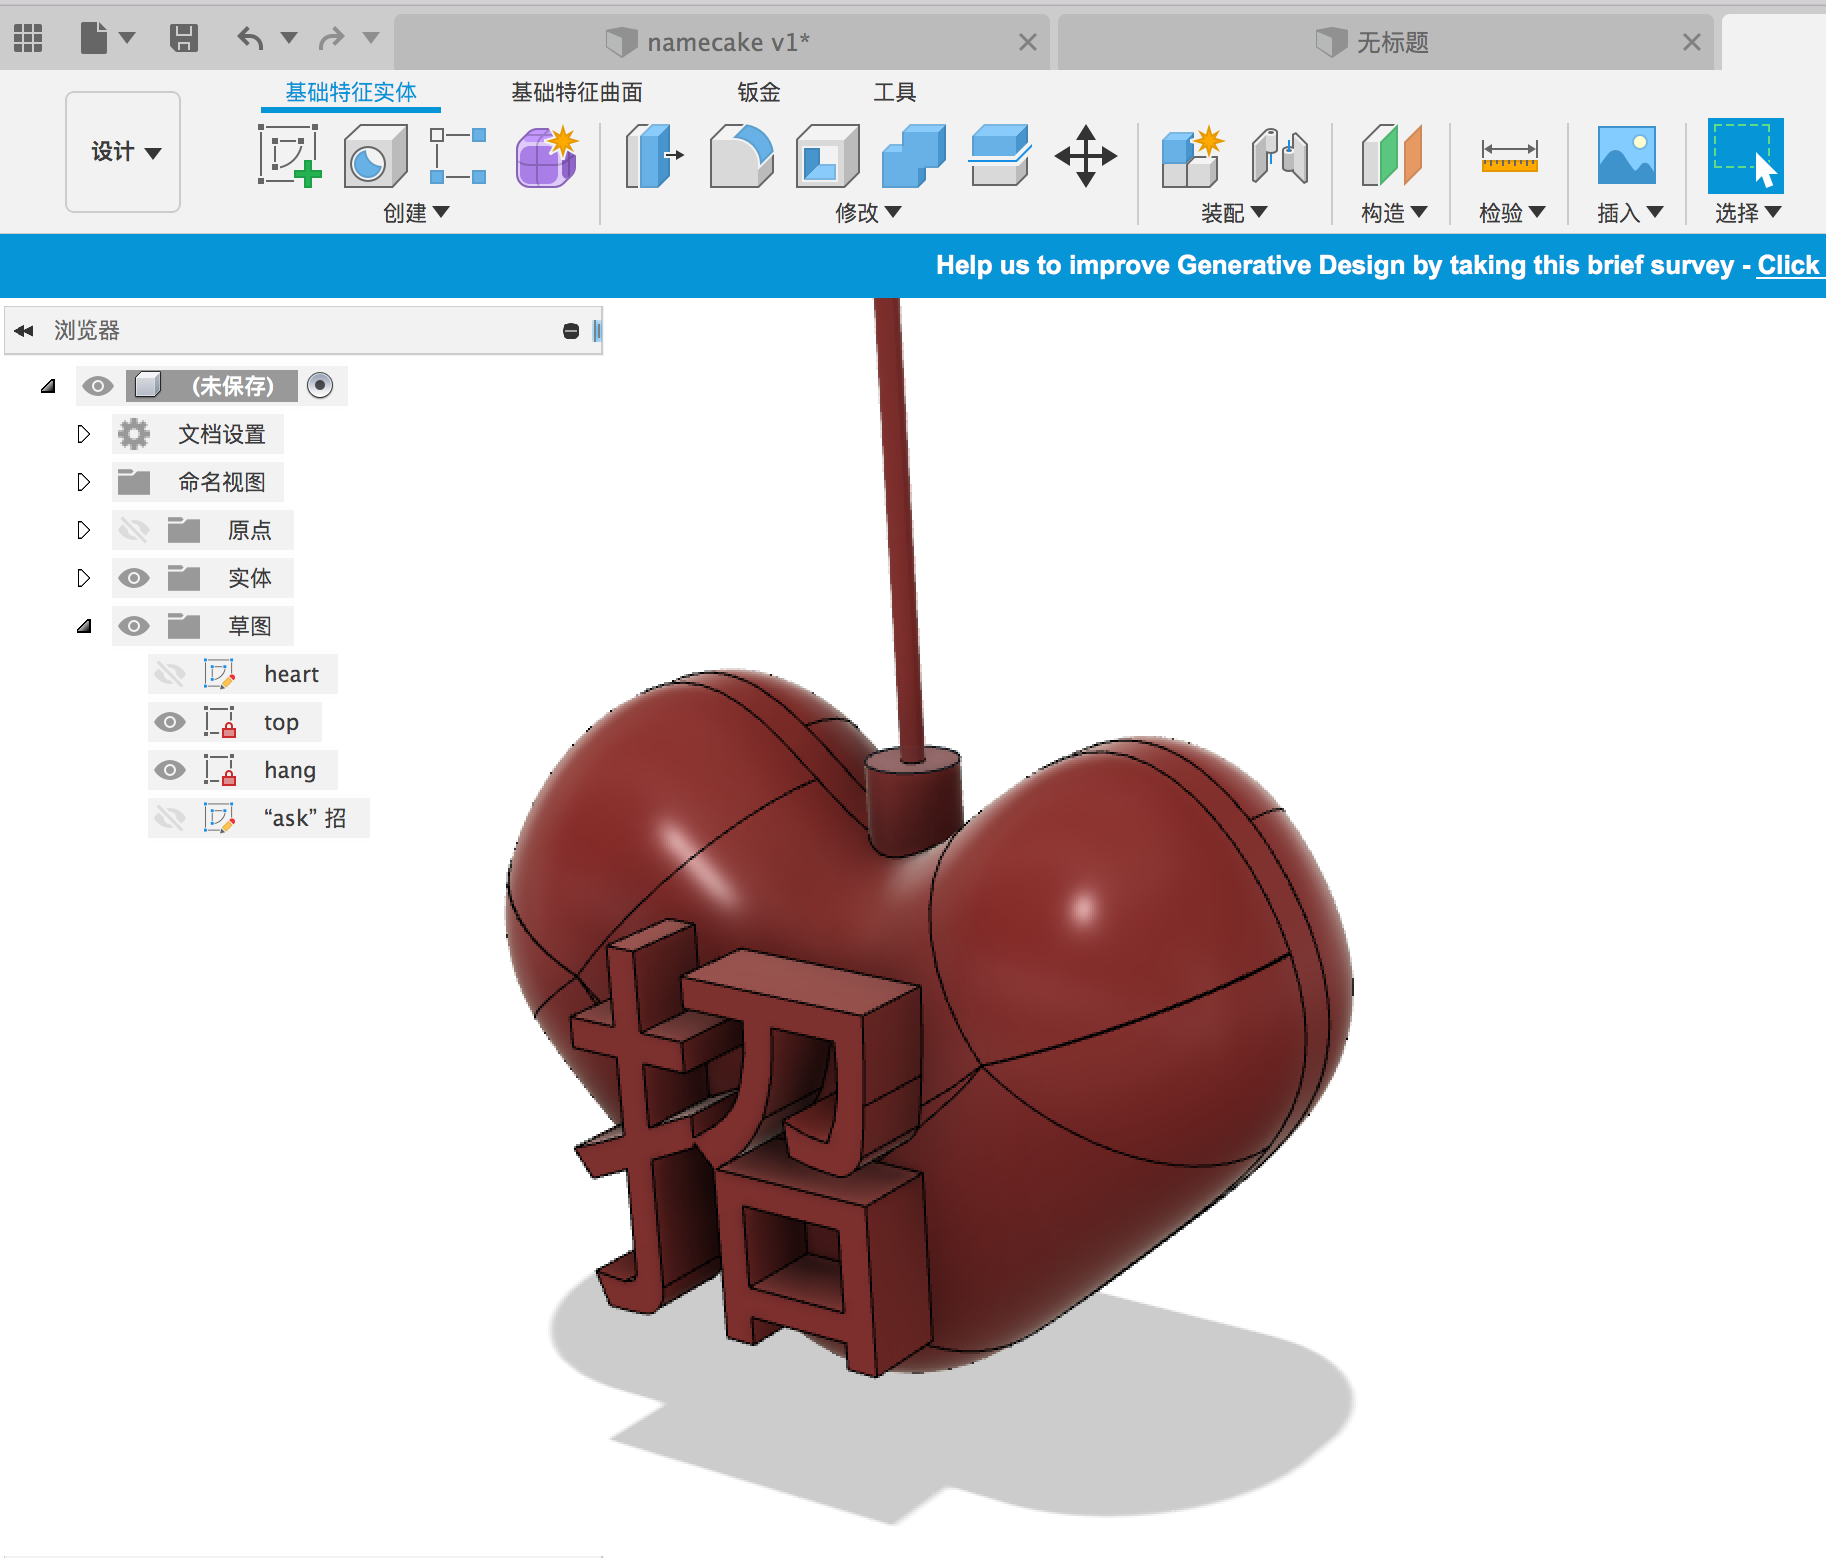 namecake v1*
无标题
设计
基础特征实体
基础特征曲面
钣金
工具
创建
修改
装配
构造
检验
插入
选择
Help us to improve Generative Design by taking this brief survey - Click
浏览器
(未保存)
文档设置
命名视图
原点
实体
草图
heart
top
hang
“ask” 招
招